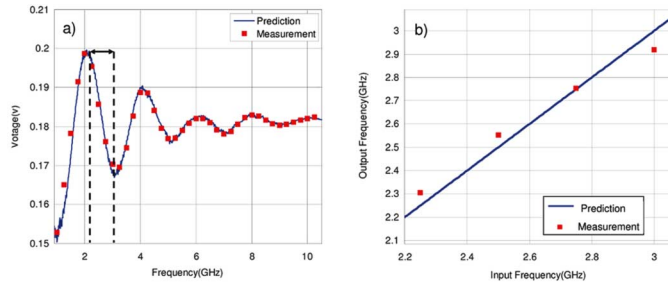 a)
Prediction
Measurement
0.21
0.2
0.19
0.18
0.17
0.16
0.15
Votage(v)
2 4 6 8 10
Frequency(GHz)
b)
3
2.9
2.8
2.7
2.6
2.5
2.4
2.3
2.2
2.1
Output Frequency(GHz)
Prediction
Measurement
2.2 2.4 2.6 2.8 3
Input Frequency(GHz)